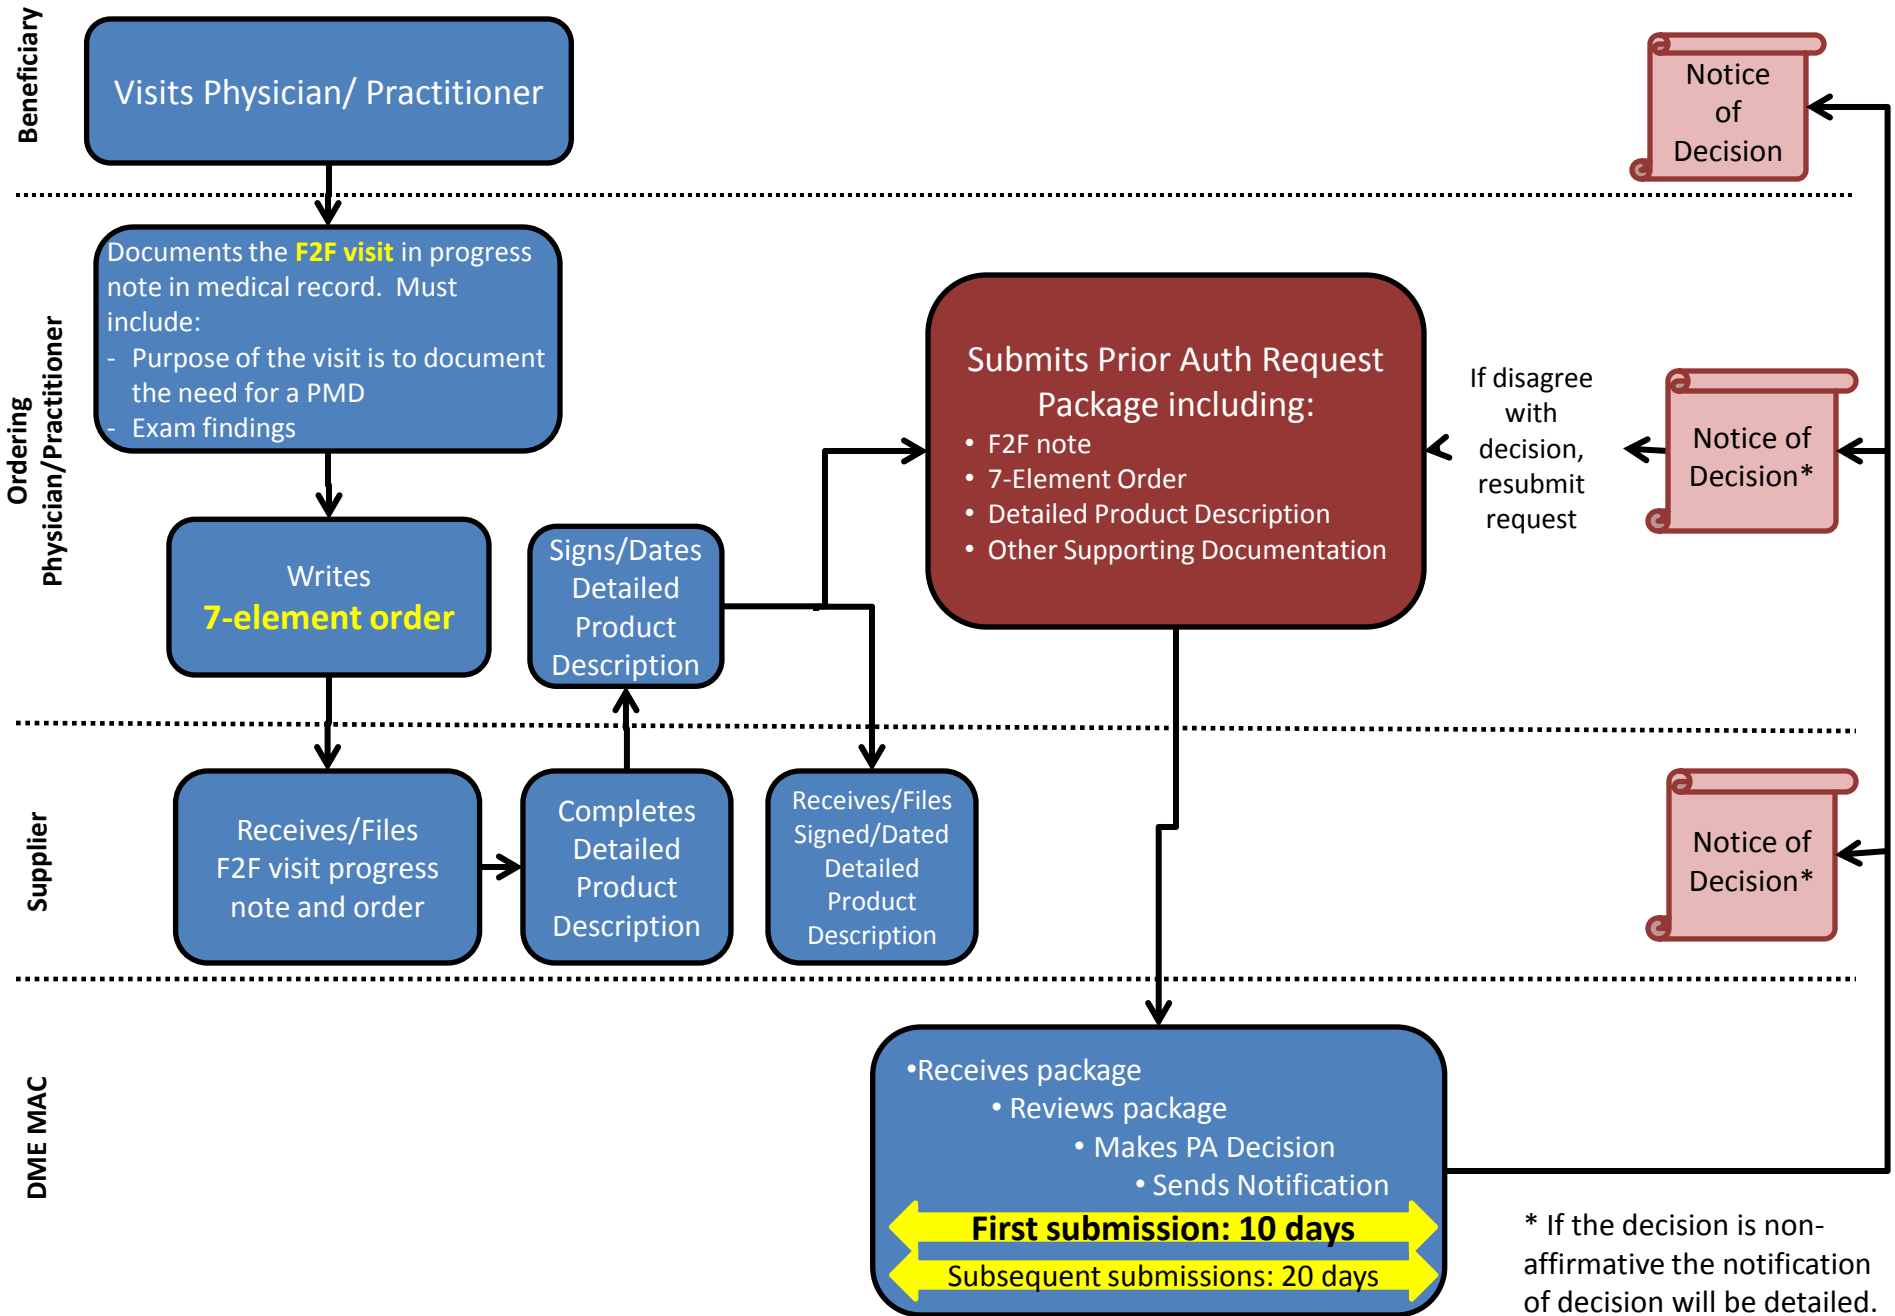 Beneficiary
Visits Physician/ Practitioner
Notice
of
Decision
Ordering
Physician/Practitioner
Documents the F2F visit in progress
note in medical record.  Must
include:
- Purpose of the visit is to document
the need for a PMD
- Exam findings
Writes
7-element order
Signs/Dates
Detailed
Product
Description
Submits Prior Auth Request
Package including:
• F2F note
• 7-Element Order
• Detailed Product Description
• Other Supporting Documentation
If disagree
with
decision,
resubmit
request
Notice of
Decision*
Supplier
Receives/Files
F2F visit progress
note and order
Completes
Detailed
Product
Description
Receives/Files
Signed/Dated
Detailed
Product
Description
Notice of
Decision*
DME MAC
•Receives package
• Reviews package
• Makes PA Decision
• Sends Notification
First submission: 10 days
Subsequent submissions: 20 days
* If the decision is non-
affirmative the notification
of decision will be detailed.